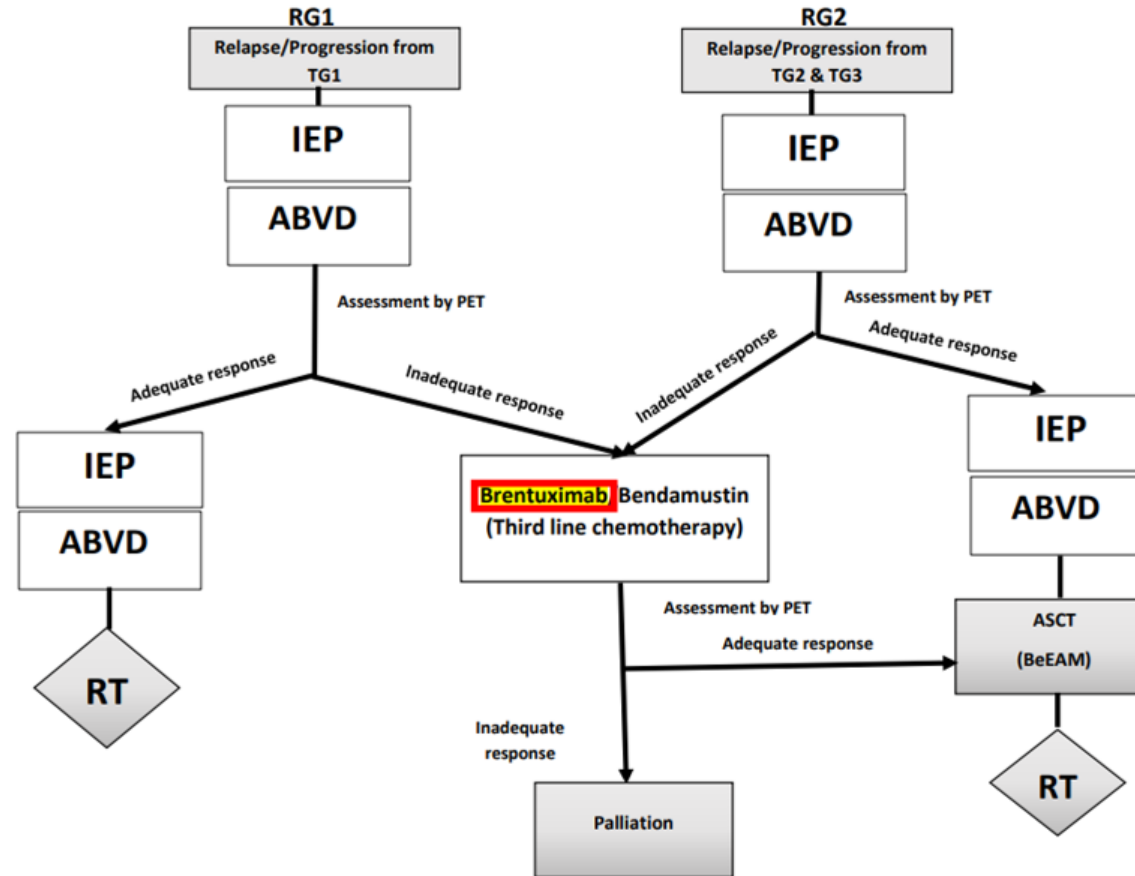 RG1
Relapse/Progression from
TG1
IEP
ABVD
Assessment by PET
Adequate response
Inadequate response
IEP
ABVD
RT
RG2
Relapse/Progression from
TG2 & TG3
IEP
ABVD
Assessment by PET
Inadequate response
Adequate response
IEP
ABVD
ASCT
(BeEAM)
RT
Brentuximab/Bendamustin
(Third line chemotherapy)
Assessment by PET
Adequate response
Inadequate
response
Palliation